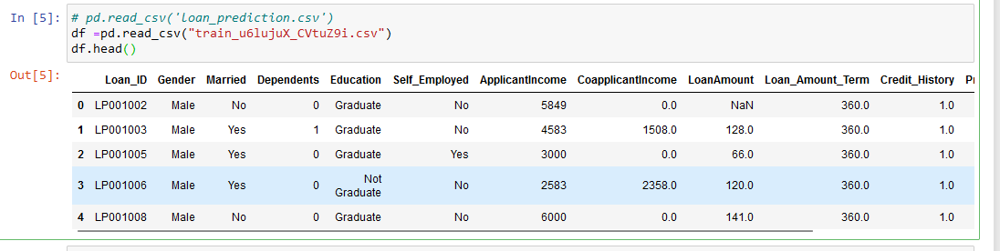 In [5]: # pd.read_csv('loan_prediction.csv')
df =pd.read_csv("train_u6lujuX_CVtuZ9i.csv")
df.head()
Out[5]:
Loan_ID Gender Married Dependents Education Self_Employed ApplicantIncome CoapplicantIncome LoanAmount Loan_Amount_Term Credit_History Pr
0 LP001002 Male No 0 Graduate No 5849 0.0 NaN 360.0 1.0
1 LP001003 Male Yes 1 Graduate No 4583 1508.0 128.0 360.0 1.0
2 LP001005 Male Yes 0 Graduate Yes 3000 0.0 66.0 360.0 1.0
3 LP001006 Male Yes 0 Not Graduate No 2583 2358.0 120.0 360.0 1.0
4 LP001008 Male No 0 Graduate No 6000 0.0 141.0 360.0 1.0